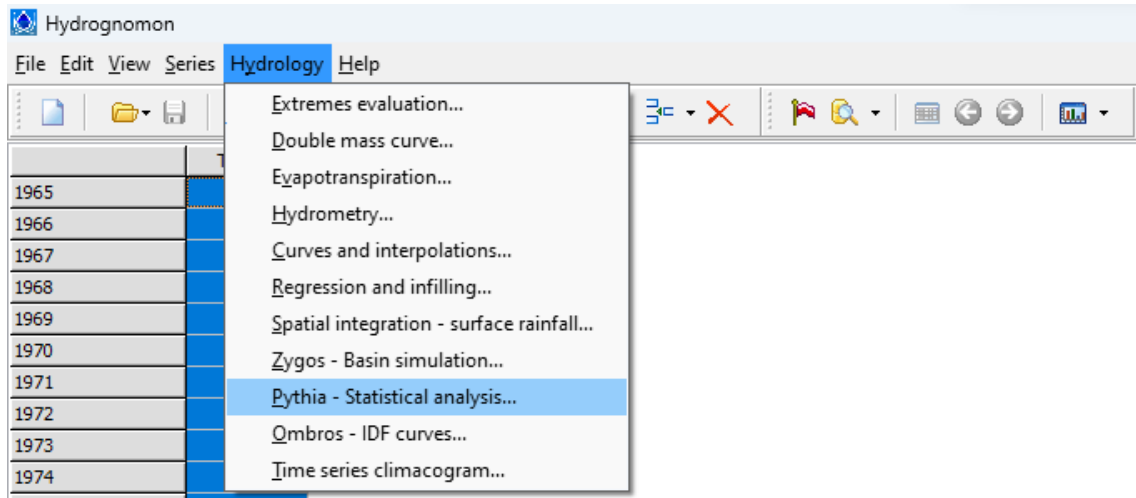 Hydrognomon
File Edit View Series Hydrology Help
Extremes evaluation...
Double mass curve...
Evapotranspiration...
Hydrometry...
Curves and interpolations...
Regression and infilling...
Spatial integration - surface rainfall...
Zygos - Basin simulation...
Pythia - Statistical analysis...
Ombros - IDF curves...
Time series climacogram...
1965
1966
1967
1968
1969
1970
1971
1972
1973
1974